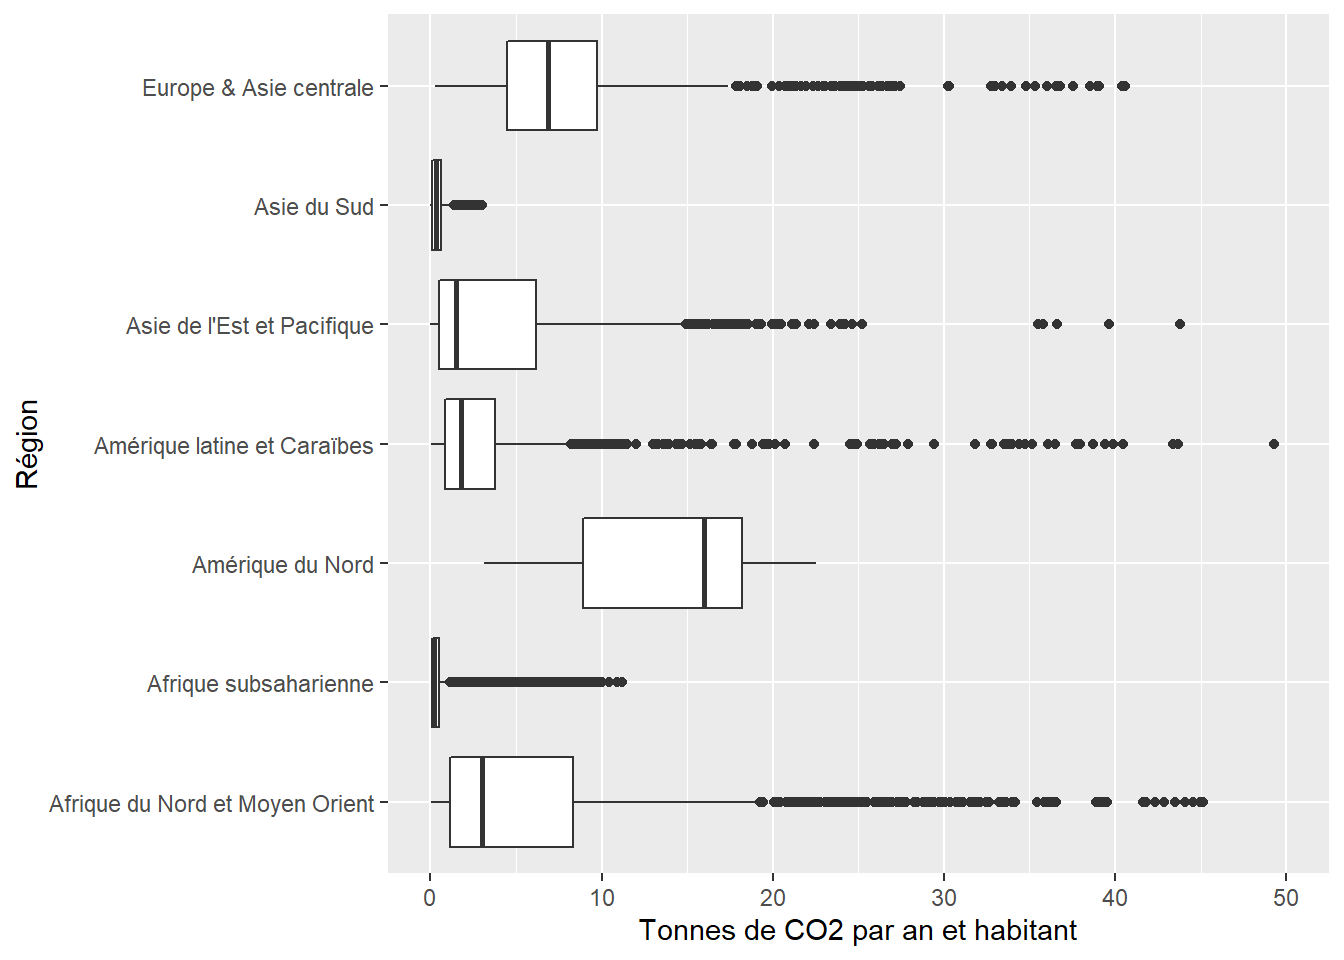 Région
Europe & Asie centrale
Asie du Sud
Asie de l'Est et Pacifique
Amérique latine et Caraïbes
Amérique du Nord
Afrique subsaharienne
Afrique du Nord et Moyen Orient
0 10 20 30 40 50
Tonnes de CO2 par an et habitant